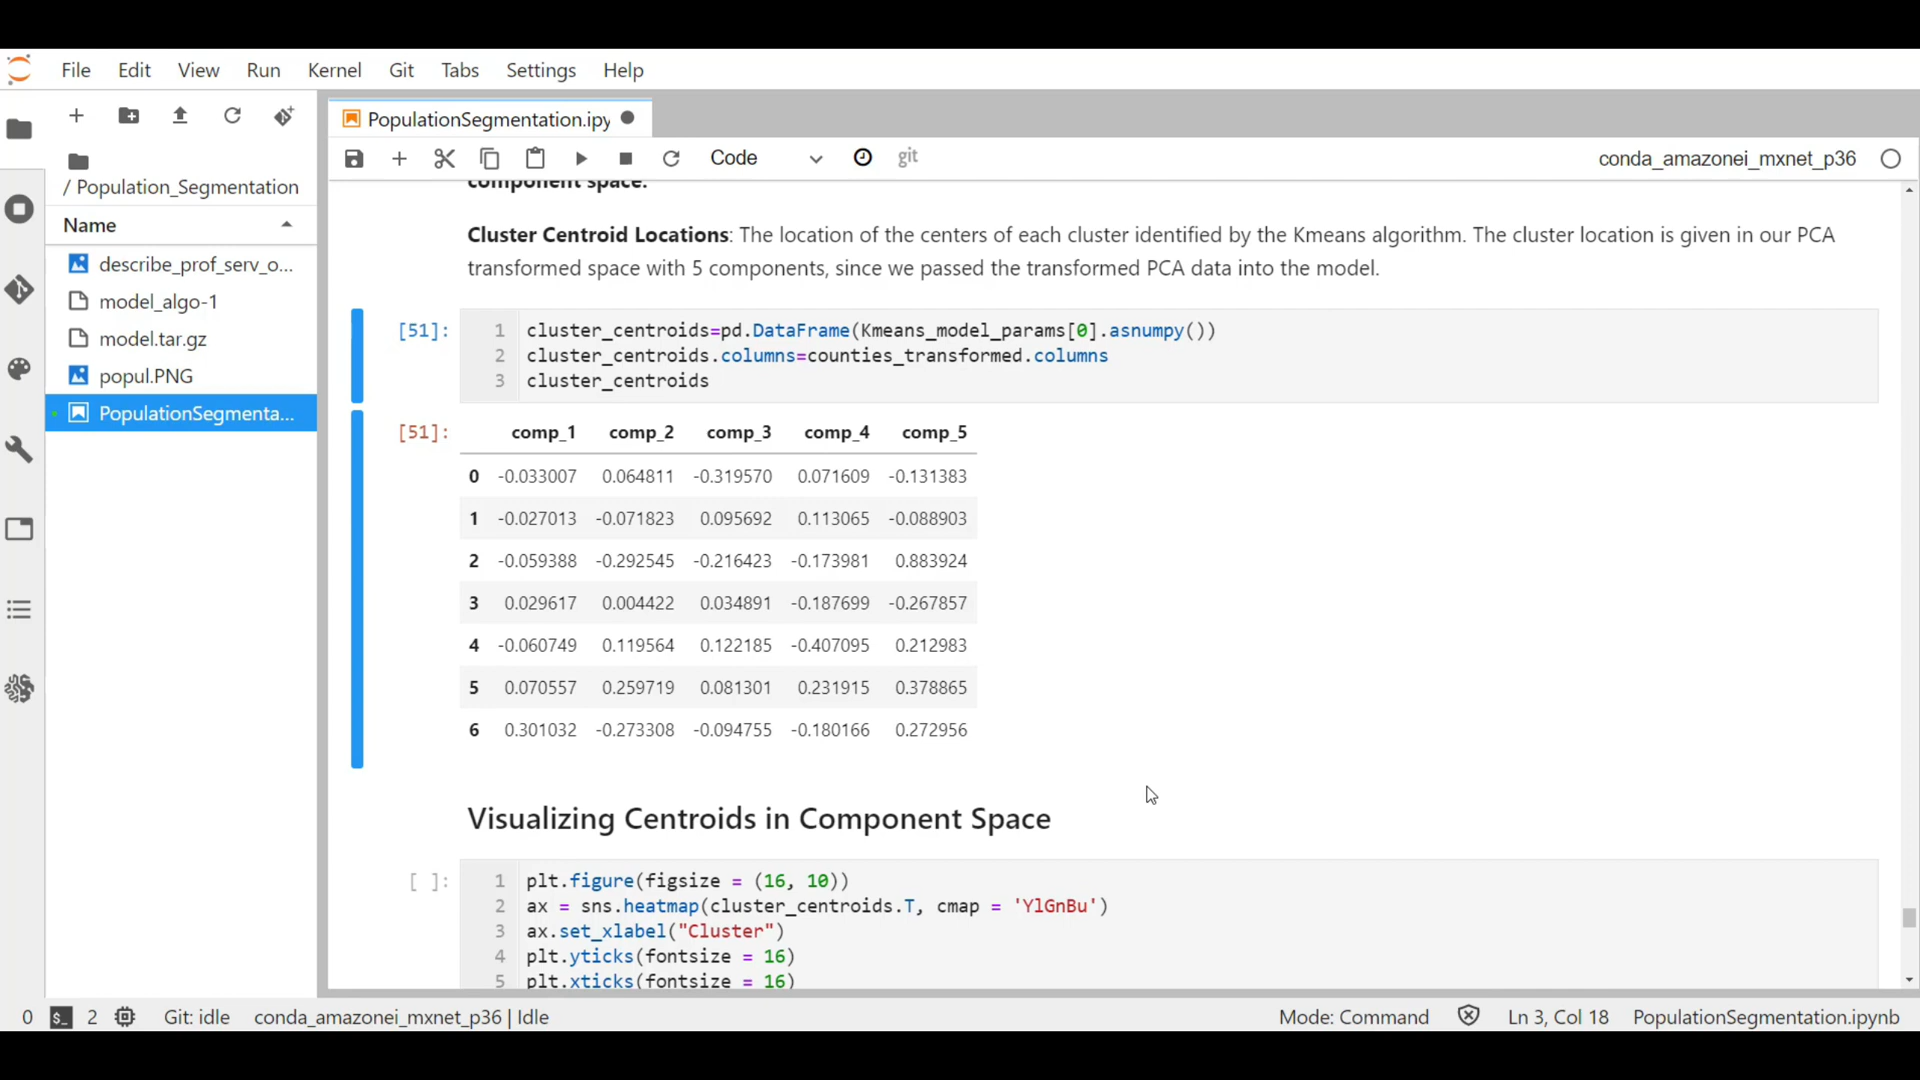 File Edit View Run Kernel Git Tabs Settings Help
PopulationSegmentation.ipy
Code
git
conda_amazonei_mxnet_p36
/ Population_Segmentation
Name
describe_prof_serv_o...
model_algo-1
model.tar.gz
popul.PNG
PopulationSegmenta...
component space.
Cluster Centroid Locations: The location of the centers of each cluster identified by the Kmeans algorithm. The cluster location is given in our PCA
transformed space with 5 components, since we passed the transformed PCA data into the model.
[51]: 1 cluster_centroids=pd.DataFrame(Kmeans_model_params[0].asnumpy())
2 cluster_centroids.columns=counties_transformed.columns
3 cluster_centroids
[51]: comp_1 comp_2 comp_3 comp_4 comp_5
0 -0.033007 0.064811 -0.319570 0.071609 -0.131383
1 -0.027013 -0.071823 0.095692 0.113065 -0.088903
2 -0.059388 -0.292545 -0.216423 -0.173981 0.883924
3 0.029617 0.004422 0.034891 -0.187699 -0.267857
4 -0.060749 0.119564 0.122185 -0.407095 0.212983
5 0.070557 0.259719 0.081301 0.231915 0.378865
6 0.301032 -0.273308 -0.094755 -0.180166 0.272956
Visualizing Centroids in Component Space
[ ]: 1 plt.figure(figsize = (16, 10))
2 ax = sns.heatmap(cluster_centroids.T, cmap = 'YlGnBu')
3 ax.set_xlabel("Cluster")
4 plt.yticks(fontsize = 16)
5 plt.xticks(fontsize = 16)
0 $_ 2 Git: idle conda_amazonei_mxnet_p36 | Idle Mode: Command Ln 3, Col 18 PopulationSegmentation.ipynb